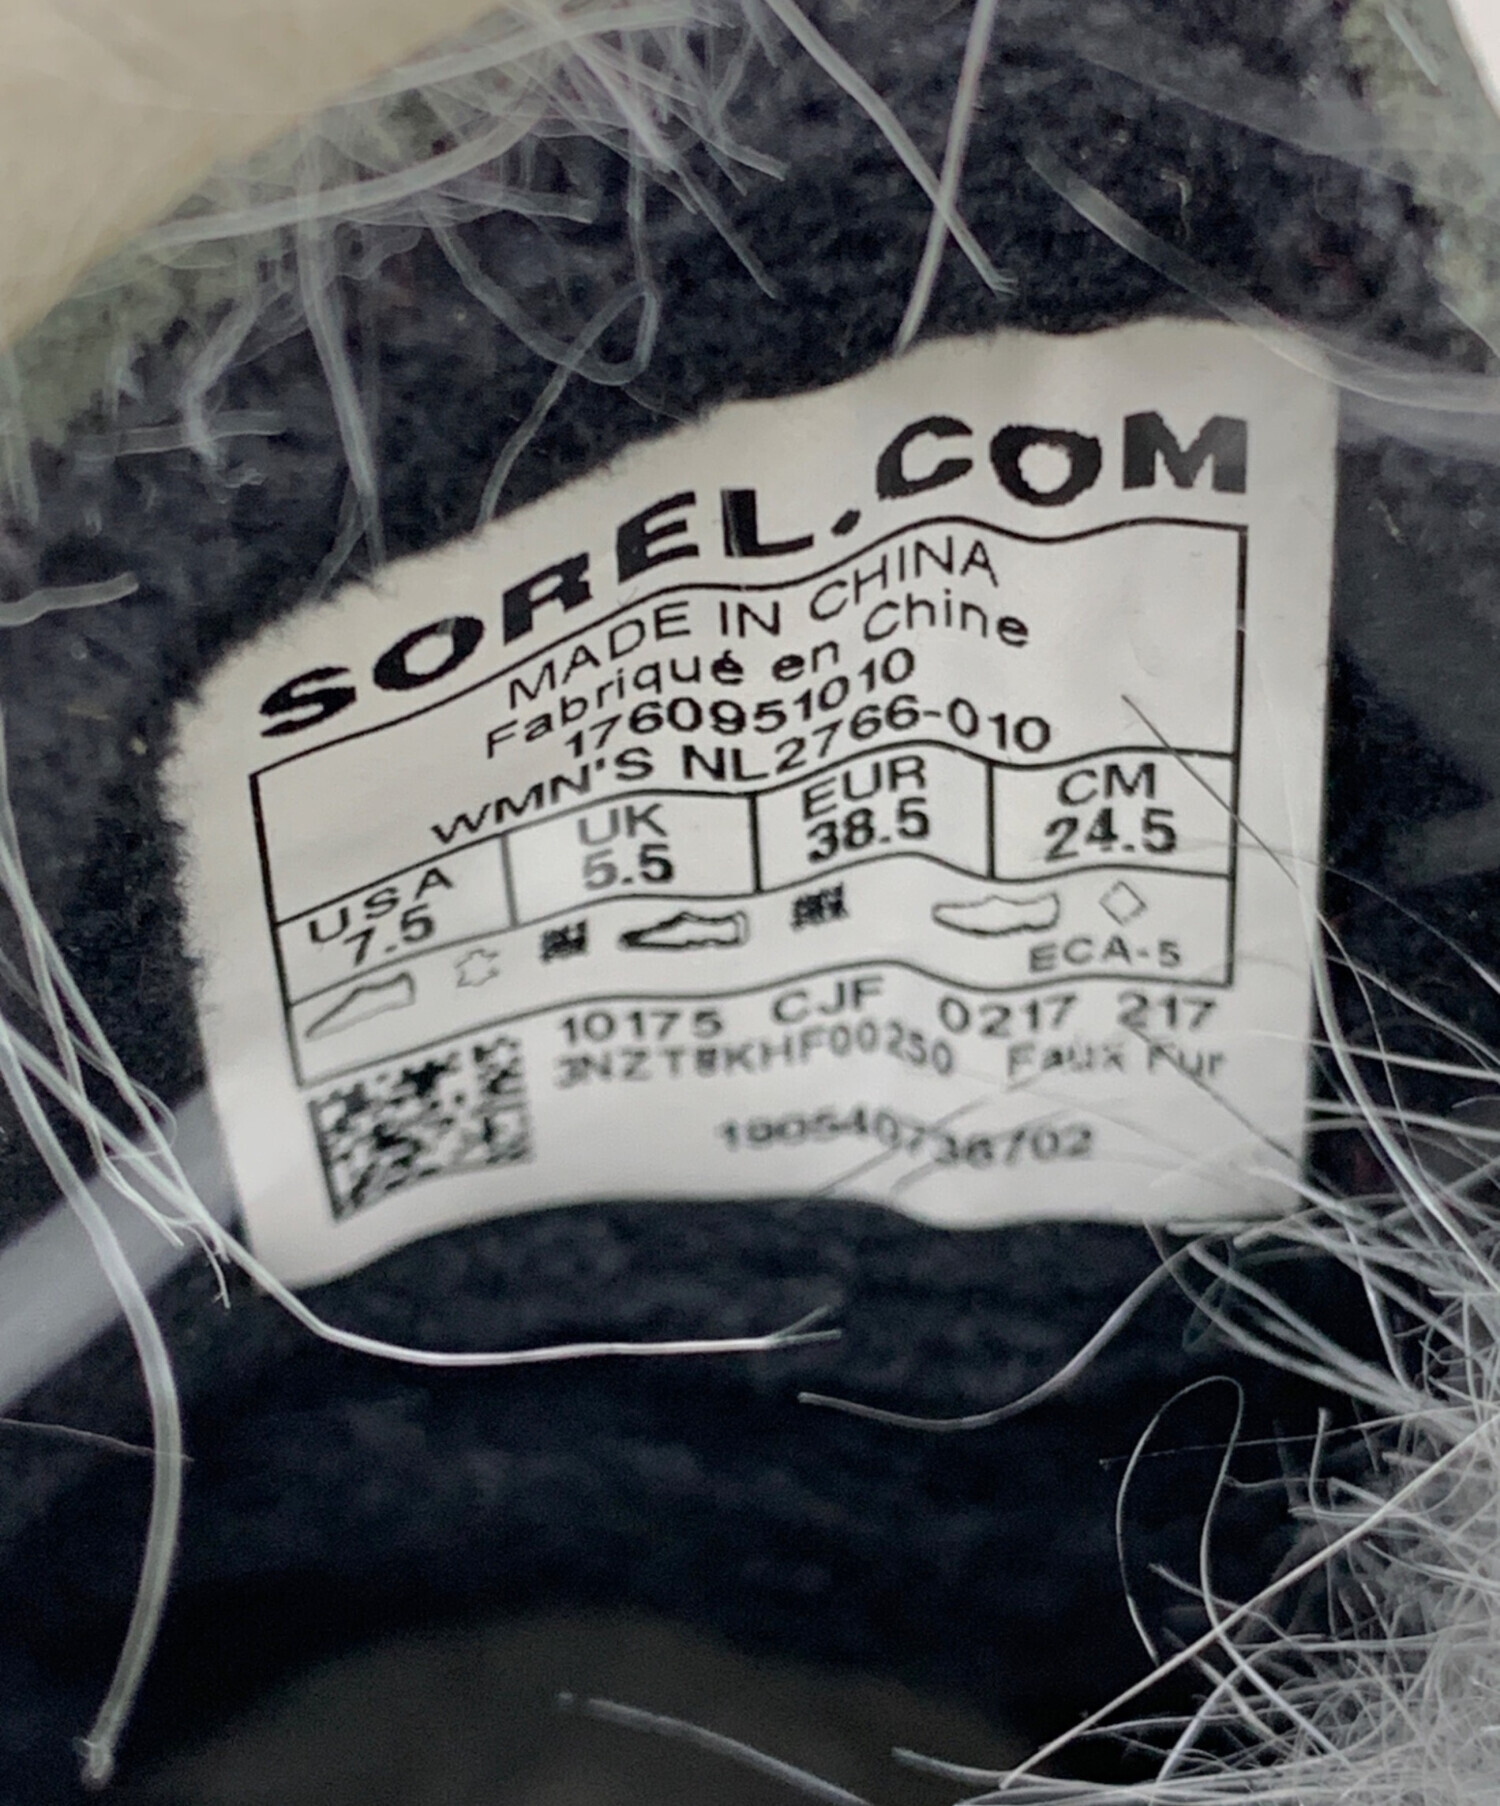 SOREL.COM
MADE IN CHINA
Fabriqué en Chine
1760951010
WMN'S NL2766-010
USA UK EUR CM
7.5 5.5 38.5 24.5
ECA-5
10175 CJF 0217 217
Faux Fur